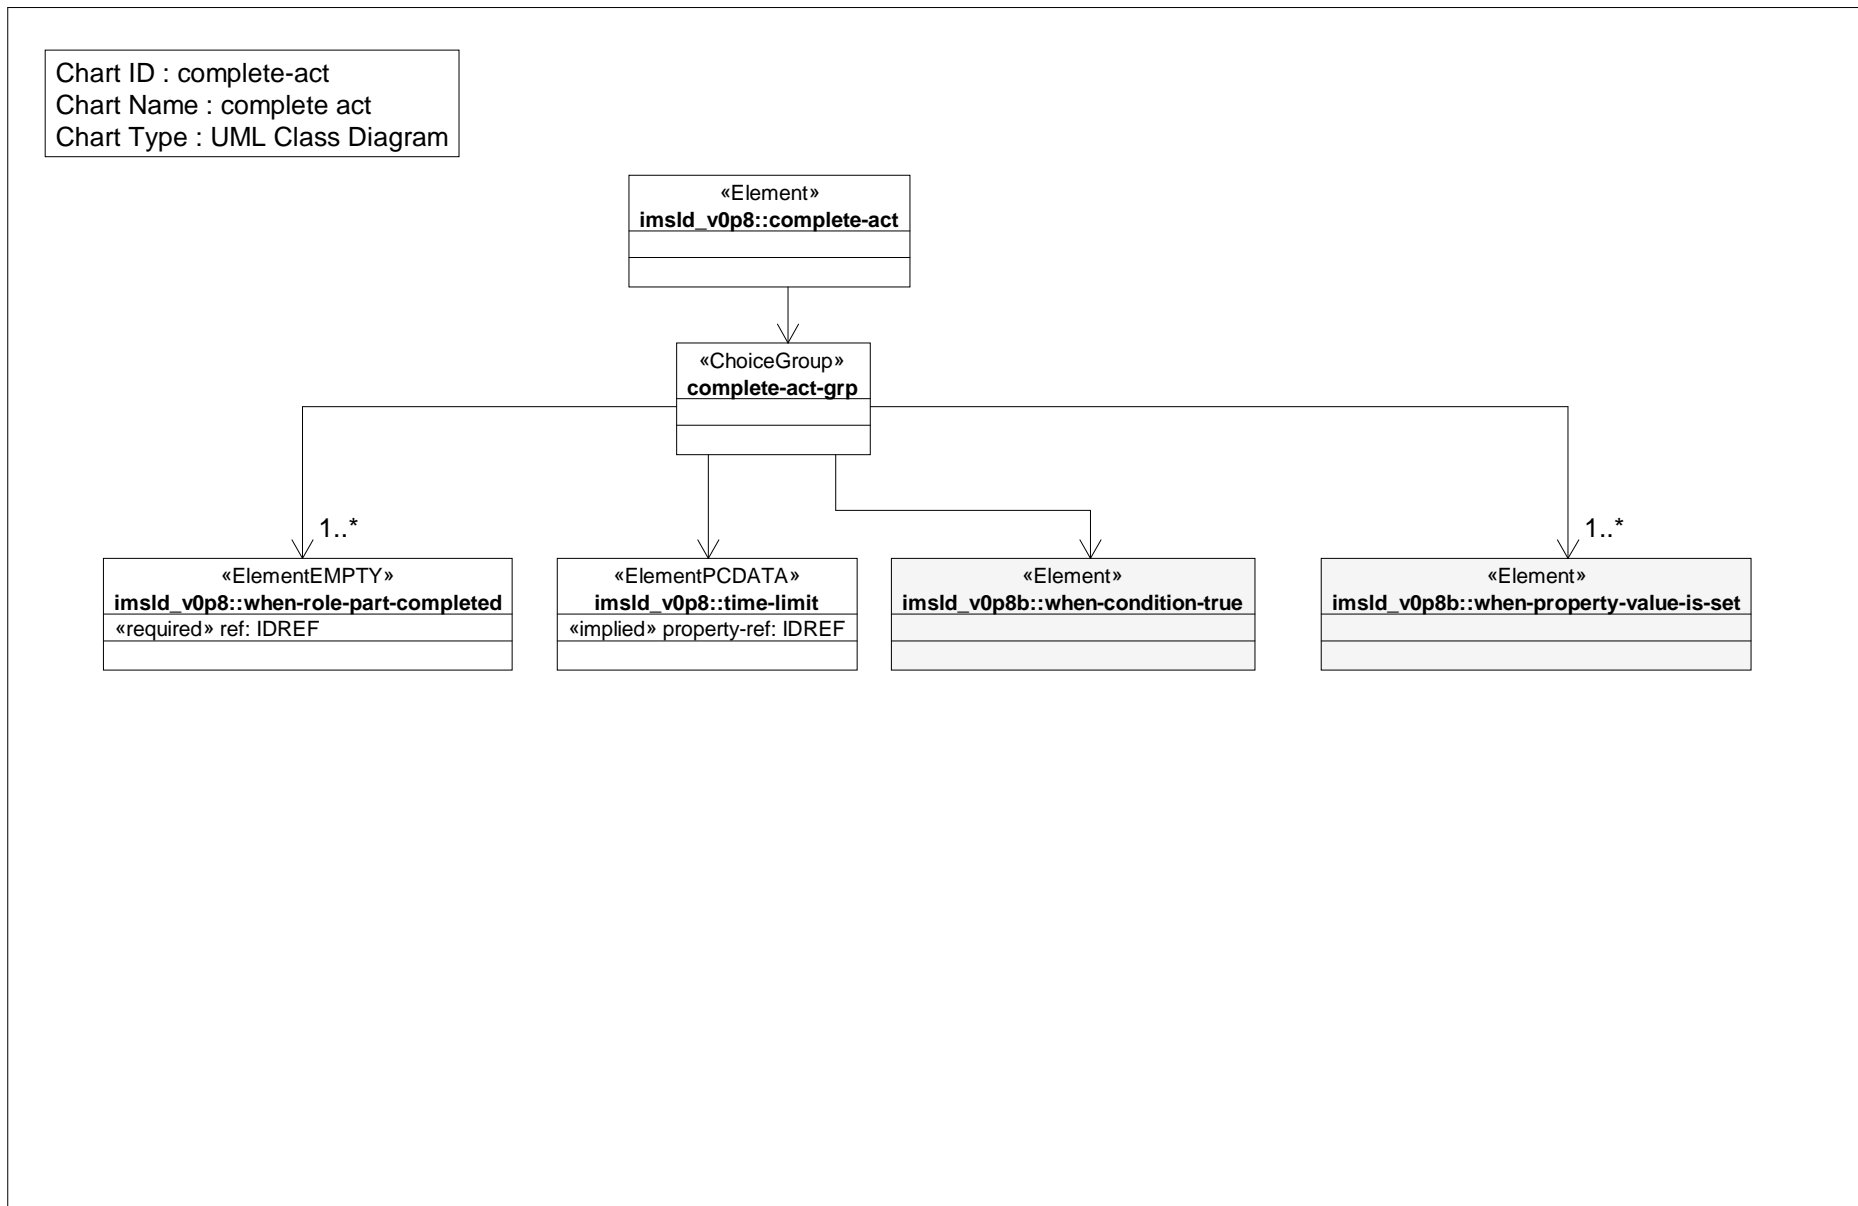 Chart ID : complete-act
Chart Name : complete act
Chart Type : UML Class Diagram
«Element»
imsld_v0p8::complete-act
«ChoiceGroup»
complete-act-grp
1..*
1..*
«ElementEMPTY»
imsld_v0p8::when-role-part-completed
«required» ref: IDREF
«ElementPCDATA»
imsld_v0p8::time-limit
«implied» property-ref: IDREF
«Element»
imsld_v0p8b::when-condition-true
«Element»
imsld_v0p8b::when-property-value-is-set